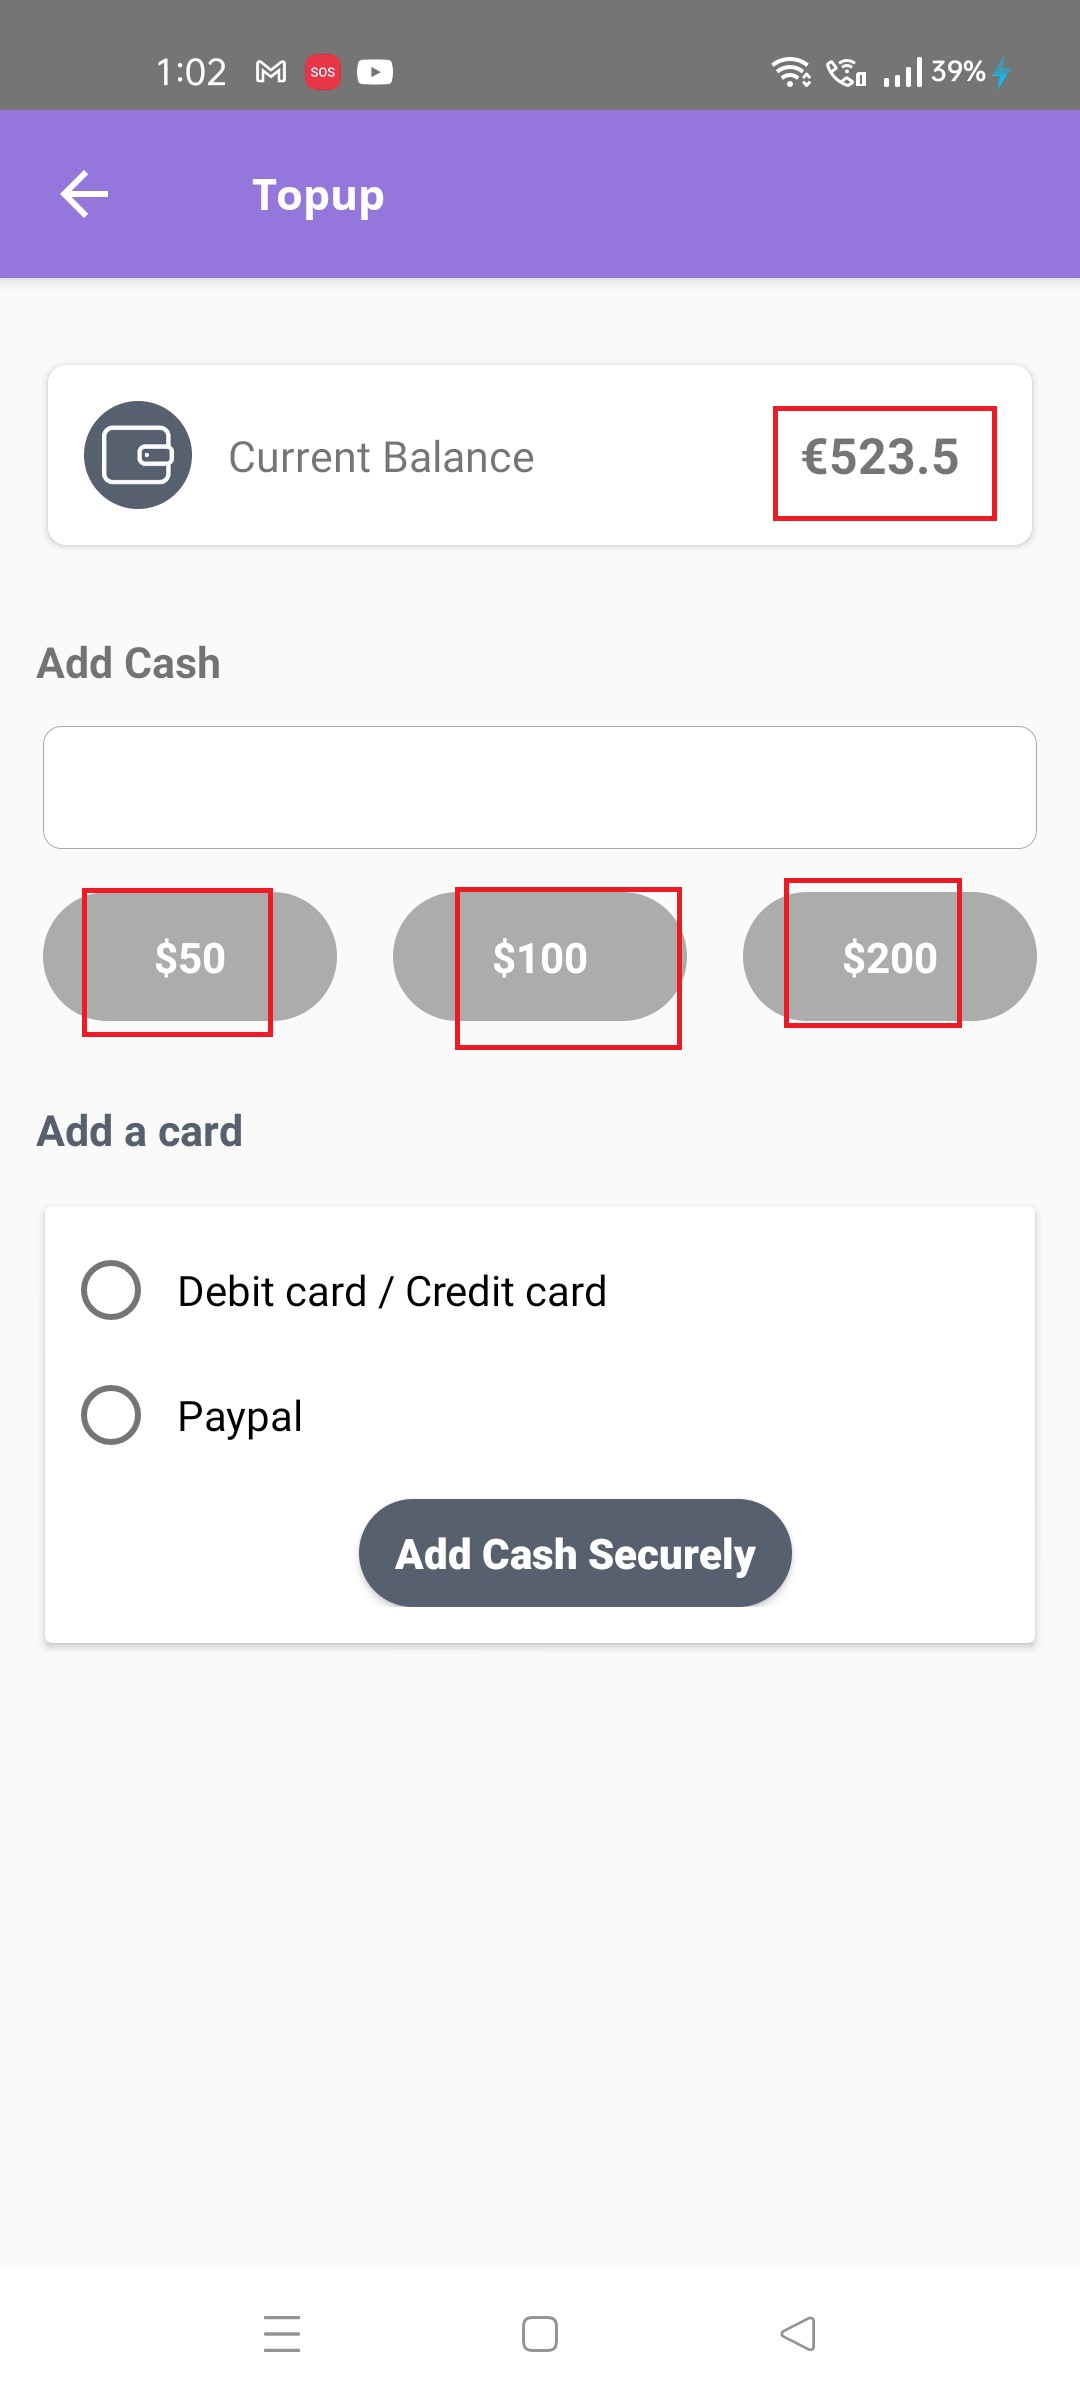 1:02 SOS 39%
Topup
Current Balance €523.5
Add Cash
$50 $100 $200
Add a card
Debit card / Credit card
Paypal
Add Cash Securely